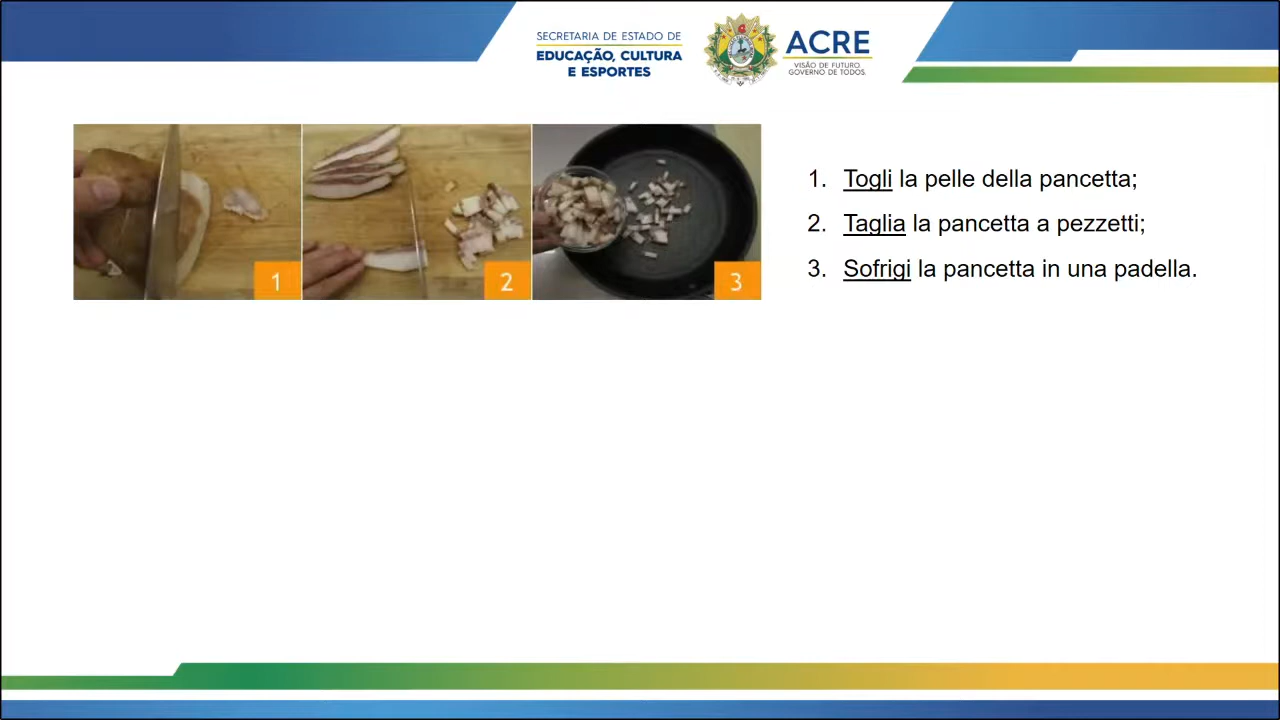 SECRETARIA DE ESTADO DE
EDUCAÇÃO, CULTURA
E ESPORTES
ACRE
VISÃO DE FUTURO
GOVERNO DE TODOS
1
2
3
1. Togli la pelle della pancetta;
2. Taglia la pancetta a pezzetti;
3. Sofrigi la pancetta in una padella.